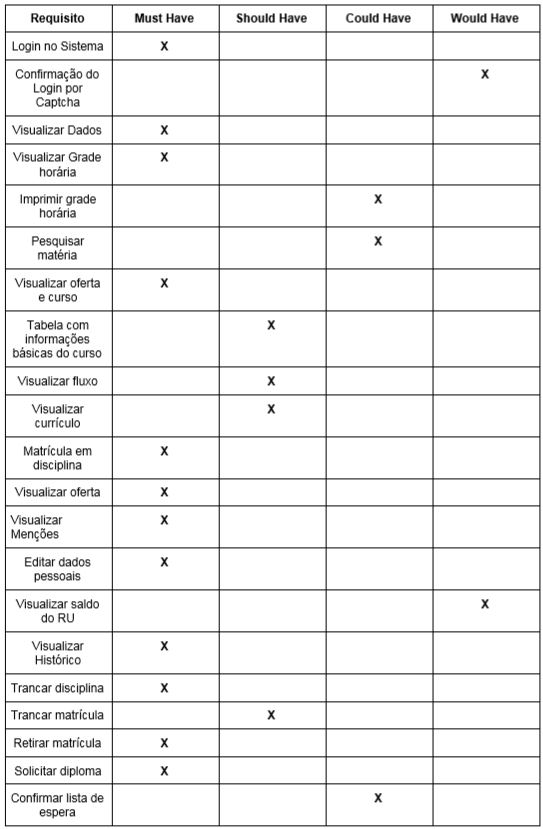 Requisito Must Have Should Have Could Have Would Have
Login no Sistema X
Confirmação do
Login por
Captcha X
Visualizar Dados X
Visualizar Grade
horária X
Imprimir grade
horária X
Pesquisar
matéria X
Visualizar oferta
e curso X
Tabela com
informações
básicas do curso X
Visualizar fluxo X
Visualizar
currículo X
Matrícula em
disciplina X
Visualizar oferta X
Visualizar
Menções X
Editar dados
pessoais X
Visualizar saldo
do RU X
Visualizar
Histórico X
Trancar disciplina X
Trancar matrícula X
Retirar matrícula X
Solicitar diploma X
Confirmar lista de
espera X